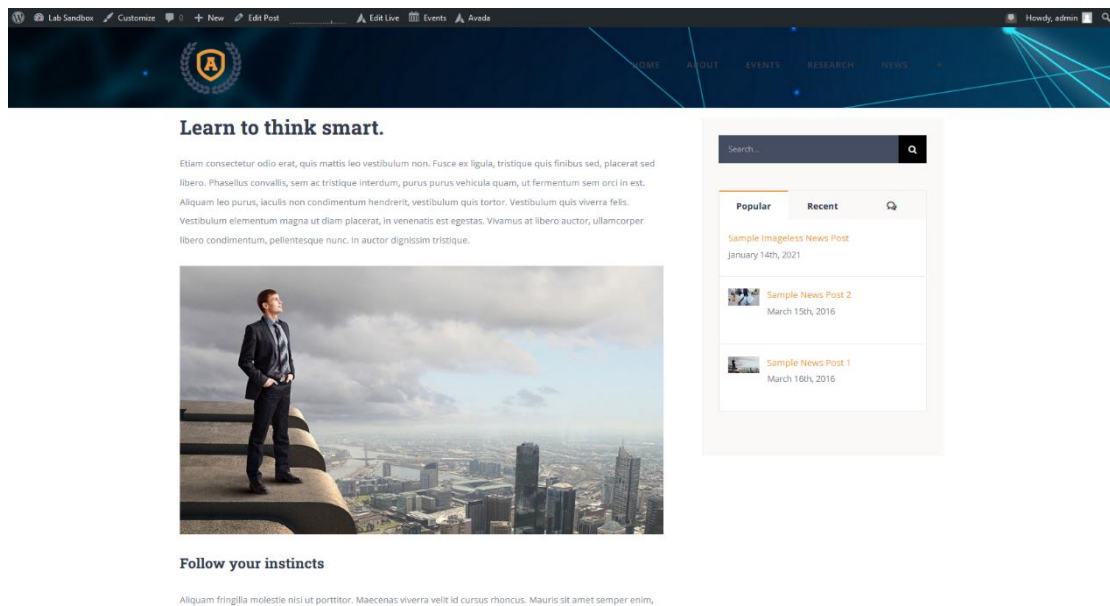 Lab Sandbox Customize 0 + New Edit Post Edit Live Events Avada Howdy, admin
A
HOME ABOUT EVENTS RESEARCH NEWS
Learn to think smart.
Etiam consectetur odio erat, quis mattis leo vestibulum non. Fusce ex ligula, tristique quis finibus sed, placerat sed
libero. Phasellus convallis, sem ac tristique interdum, purus purus vehicula quam, ut fermentum sem orci in est.
Aliquam leo purus, iaculis non condimentum hendrerit, vestibulum quis tortor. Vestibulum quis viverra felis.
Vestibulum elementum magna ut diam placerat, in venenatis est egestas. Vivamus at libero auctor, ullamcorper
libero condimentum, pellentesque nunc. In auctor dignissim tristique.
Follow your instincts
Aliquam fringilla molestie nisi ut porttitor. Maecenas viverra velit id cursus rhoncus. Mauris sit amet semper enim,
Search...
Popular Recent
Sample Imageless News Post
January 14th, 2021
Sample News Post 2
March 15th, 2016
Sample News Post 1
March 16th, 2016